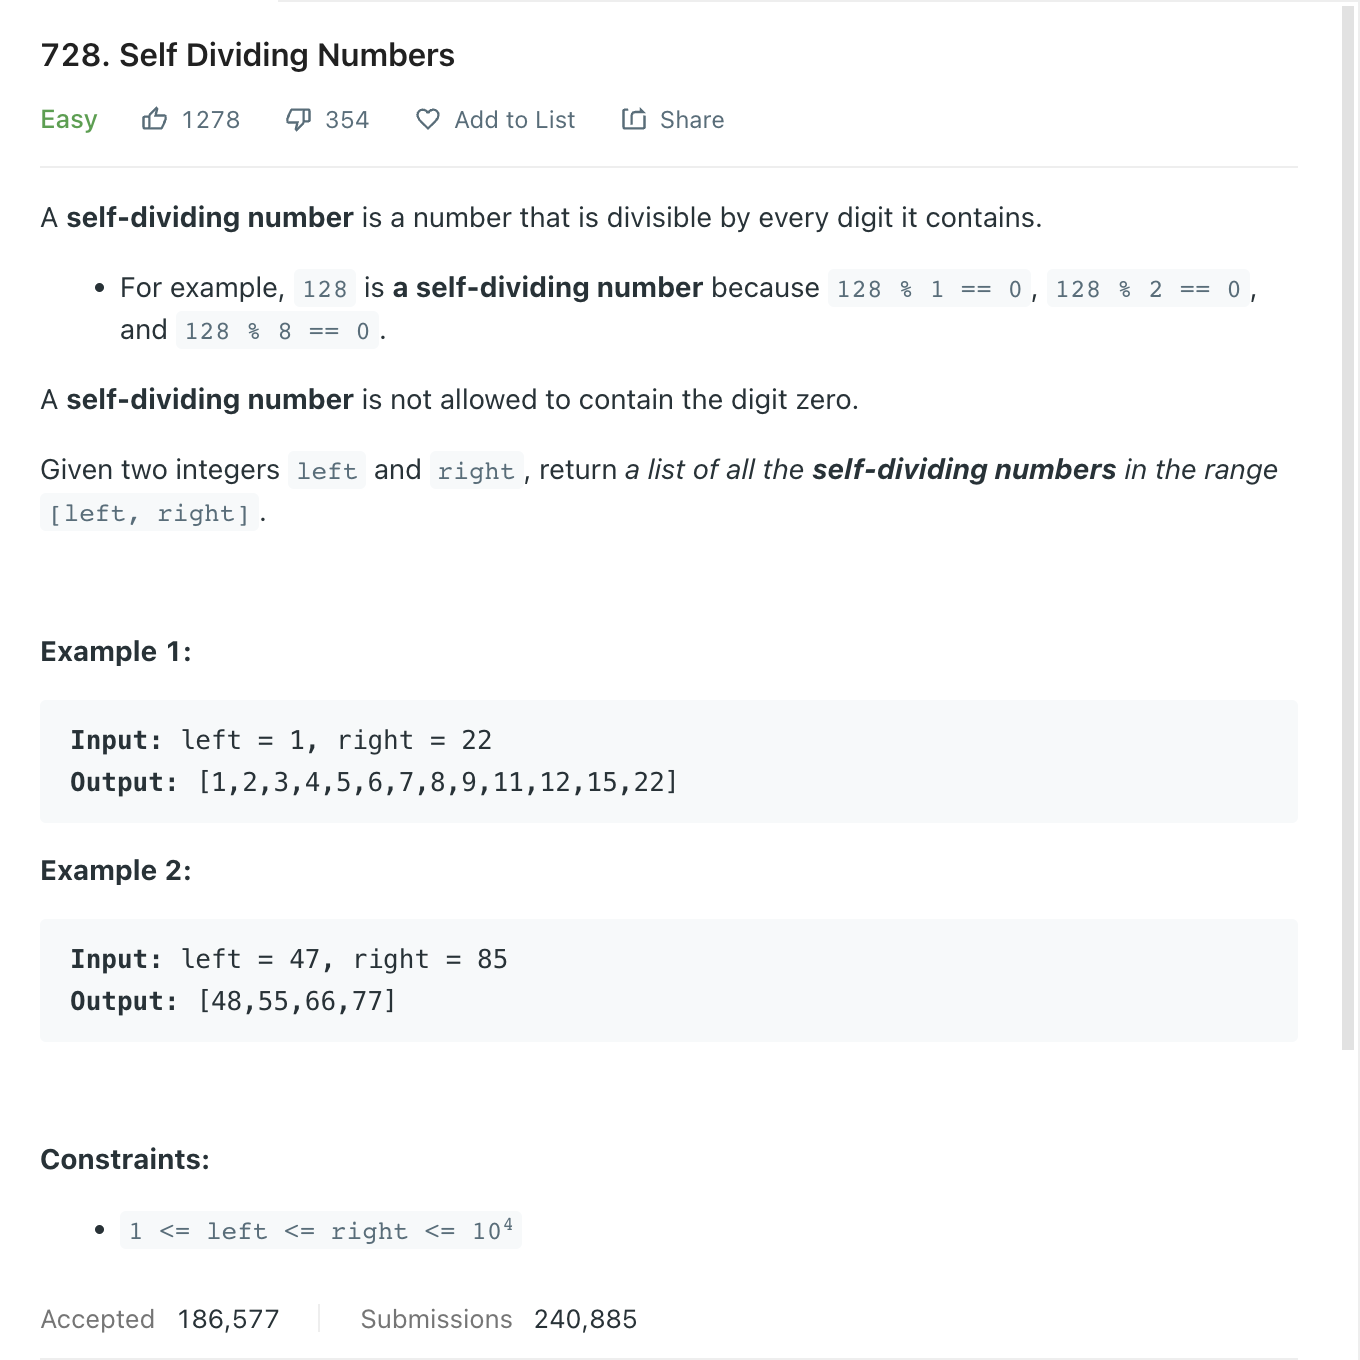 728. Self Dividing Numbers
Easy 1278 354 Add to List Share
A self-dividing number is a number that is divisible by every digit it contains.
• For example, 128 is a self-dividing number because 128 % 1 == 0, 128 % 2 == 0,
and 128 % 8 == 0.
A self-dividing number is not allowed to contain the digit zero.
Given two integers left and right, return a list of all the self-dividing numbers in the range
[left, right].
Example 1:
Input: left = 1, right = 22
Output: [1,2,3,4,5,6,7,8,9,11,12,15,22]
Example 2:
Input: left = 47, right = 85
Output: [48,55,66,77]
Constraints:
• 1 <= left <= right <= 10⁴
Accepted 186,577 Submissions 240,885